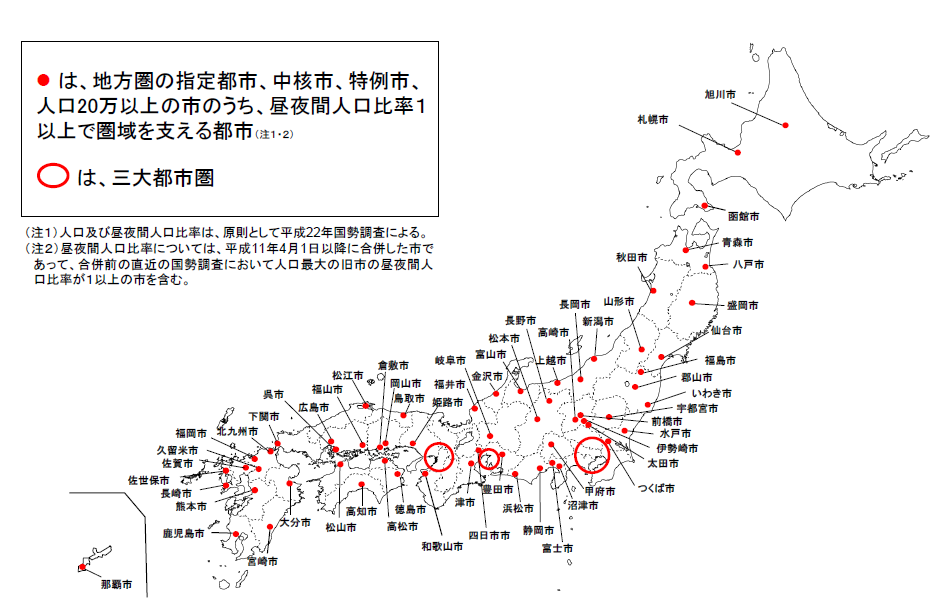 ● は、地方圏の指定都市、中核市、特例市、
人口20万以上の市のうち、昼夜間人口比率１
以上で圏域を支える都市（注1・2）
は、三大都市圏
（注１）人口及び昼夜間人口比率は、原則として平成22年国勢調査による。
（注２）昼夜間人口比率については、平成11年4月1日以降に合併した市で
あって、合併前の直近の国勢調査において人口最大の旧市の昼夜間人
口比率が１以上の市を含む。
旭川市
札幌市
函館市
青森市
秋田市
八戸市
盛岡市
長岡市
山形市
長野市
新潟市
仙台市
高崎市
松本市
岐阜市
富山市
上越市
福島市
倉敷市
松江市
金沢市
郡山市
岡山市
福井市
福山市
鳥取市
いわき市
呉市
姫路市
広島市
宇都宮市
下関市
前橋市
福岡市
北九州市
水戸市
久留米市
伊勢崎市
佐賀市
太田市
佐世保市
つくば市
長崎市
豊田市
甲府市
熊本市
津市
沼津市
高知市
徳島市
浜松市
大分市
松山市
高松市
静岡市
鹿児島市
四日市市
和歌山市
富士市
宮崎市
那覇市